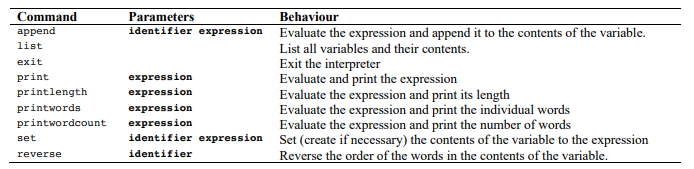 Command Parameters Behaviour
append identifier expression Evaluate the expression and append it to the contents of the variable.
list List all variables and their contents.
exit Exit the interpreter
print expression Evaluate and print the expression
printlength expression Evaluate the expression and print its length
printwords expression Evaluate the expression and print the individual words
printwordcount expression Evaluate the expression and print the number of words
set identifier expression Set (create if necessary) the contents of the variable to the expression
reverse identifier Reverse the order of the words in the contents of the variable.